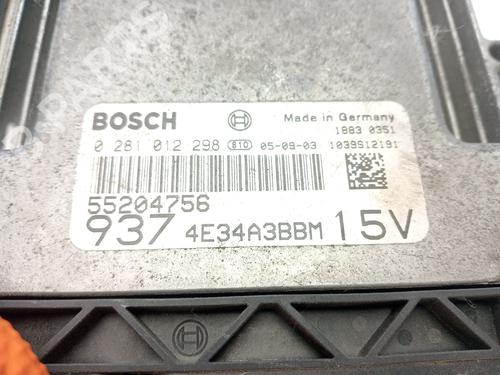 BOSCH Made in Germany
1883 0351
0 281 012 298 810 05-09-03 1039S12191
55204756
937 4E34A3BBM 15V